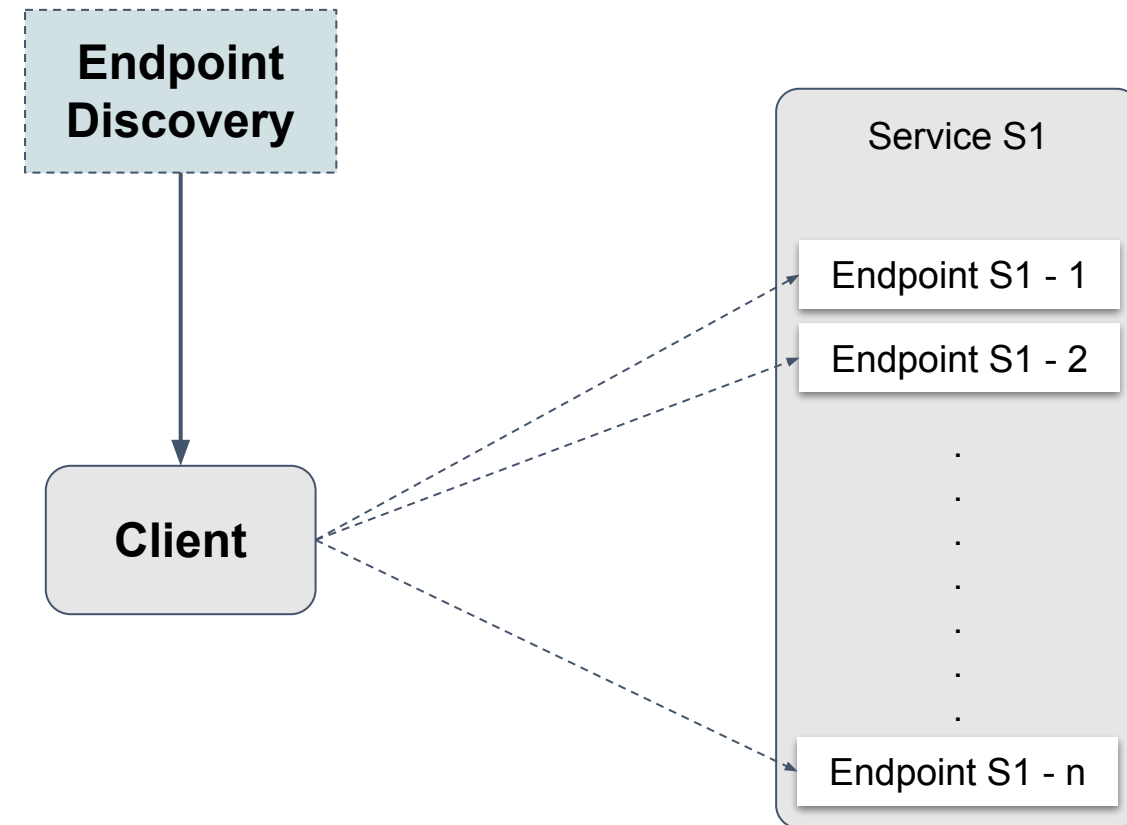 Endpoint
Discovery
Service S1
Endpoint S1 - 1
Endpoint S1 - 2
.
.
.
.
.
.
.
Client
Endpoint S1 - n